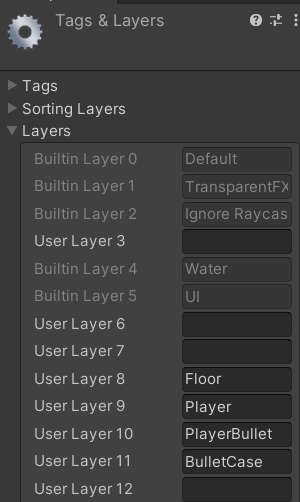 Tags & Layers
Tags
Sorting Layers
Layers
Builtin Layer 0 Default
Builtin Layer 1 TransparentFX
Builtin Layer 2 Ignore Raycas
User Layer 3
Builtin Layer 4 Water
Builtin Layer 5 UI
User Layer 6
User Layer 7
User Layer 8 Floor
User Layer 9 Player
User Layer 10 PlayerBullet
User Layer 11 BulletCase
User Layer 12